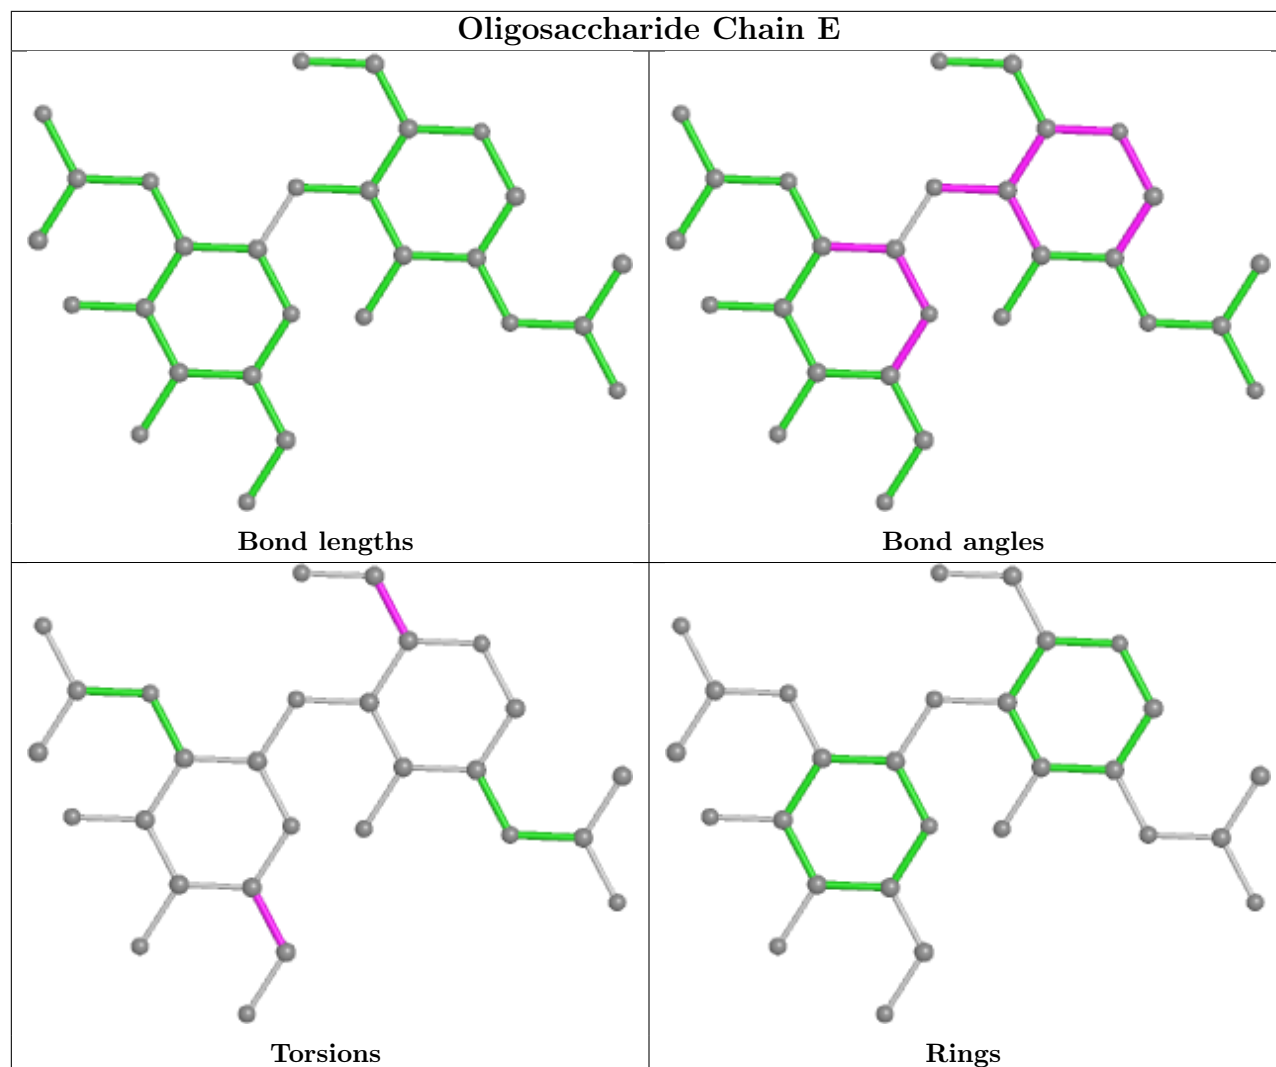 Oligosaccharide Chain E
Bond lengths
Bond angles
Torsions
Rings